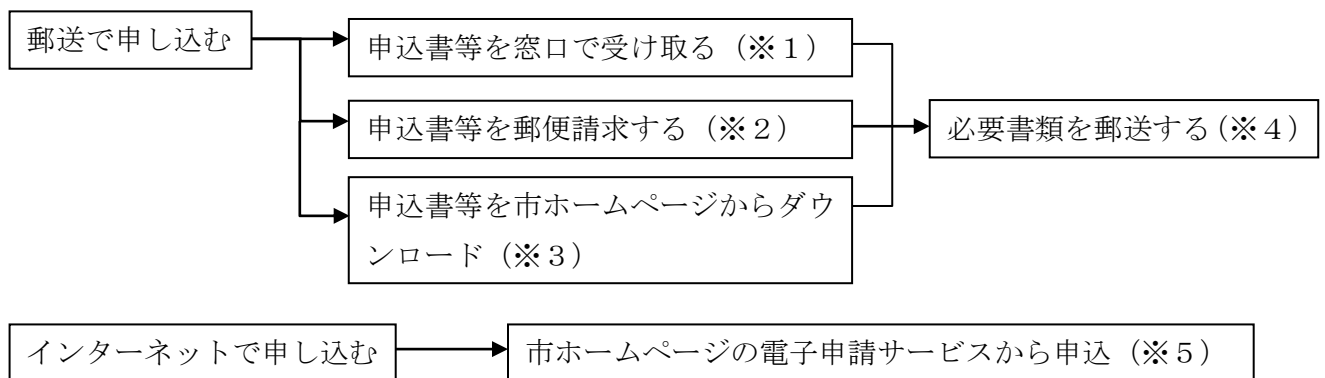 郵送で申し込む
申込書等を窓口で受け取る（※１）
申込書等を郵便請求する（※２）
必要書類を郵送する（※４）
申込書等を市ホームページからダウ
ンロード（※３）
インターネットで申し込む
市ホームページの電子申請サービスから申込（※５）